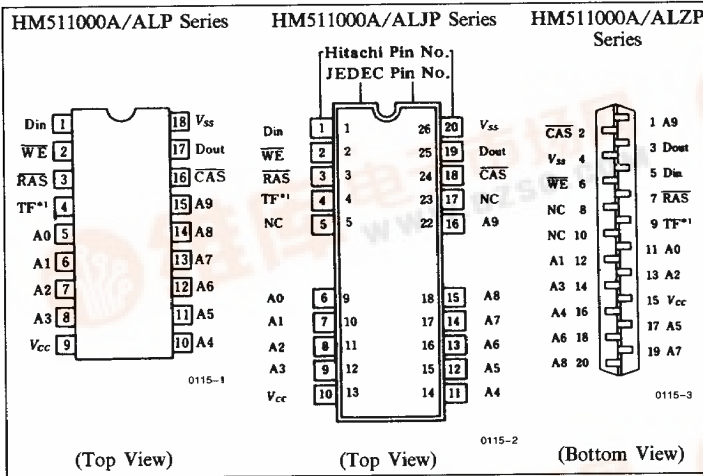 HM511000A/ALP Series
Din 1 18 Vss
WE 2 17 Dout
RAS 3 16 CAS
TF*1 4 15 A9
A0 5 14 A8
A1 6 13 A7
A2 7 12 A6
A3 8 11 A5
Vcc 9 10 A4
0115-1
(Top View)
HM511000A/ALJP Series
Hitachi Pin No.
JEDEC Pin No.
Din 1 1 26 20 Vss
WE 2 2 25 19 Dout
RAS 3 3 24 18 CAS
TF*1 4 4 23 17 NC
NC 5 5 22 16 A9
A0 6 9 18 15 A8
A1 7 10 17 14 A7
A2 8 11 16 13 A6
A3 9 12 15 12 A5
Vcc 10 13 14 11 A4
0115-2
(Top View)
HM511000A/ALZP
Series
1 A9
CAS 2
3 Dout
Vss 4
5 Din
WE 6
7 RAS
NC 8
9 TF*1
NC 10
11 A0
A1 12
13 A2
A3 14
15 Vcc
A4 16
17 A5
A6 18
19 A7
A8 20
0115-3
(Bottom View)